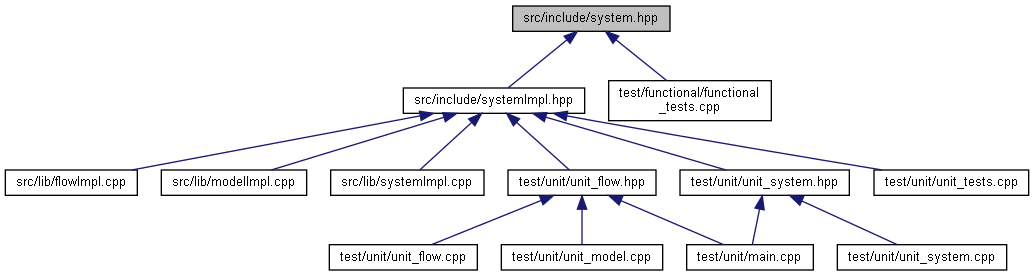 src/include/system.hpp
src/include/systemImpl.hpp
test/functional/functional
_tests.cpp
src/lib/flowImpl.cpp
src/lib/modelImpl.cpp
src/lib/systemImpl.cpp
test/unit/unit_flow.hpp
test/unit/unit_system.hpp
test/unit/unit_tests.cpp
test/unit/unit_flow.cpp
test/unit/unit_model.cpp
test/unit/main.cpp
test/unit/unit_system.cpp